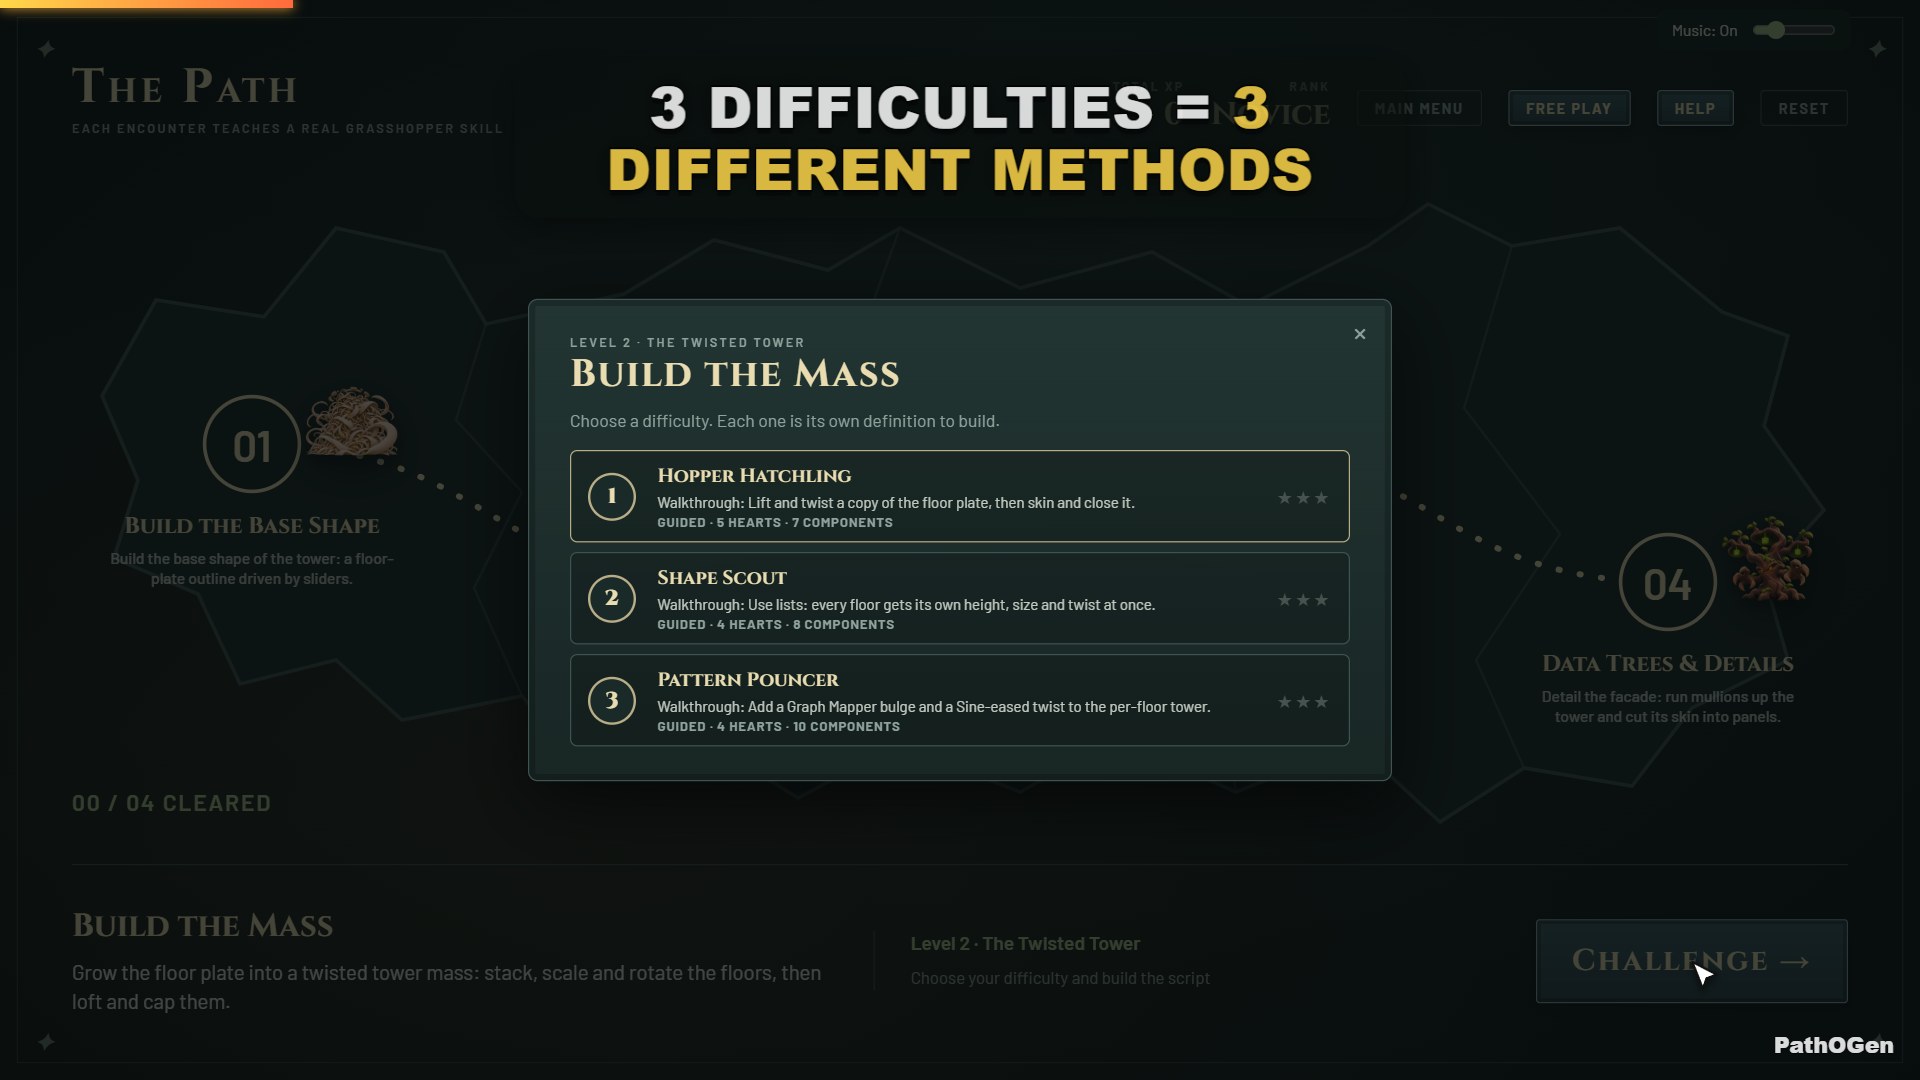 Music: On
THE PATH
EACH ENCOUNTER TEACHES A REAL GRASSHOPPER SKILL
3 DIFFICULTIES = 3
DIFFERENT METHODS
TOTAL XP
0
RANK
NOVICE
MAIN MENU
FREE PLAY
HELP
RESET
LEVEL 2 · THE TWISTED TOWER
BUILD THE MASS
×
Choose a difficulty. Each one is its own definition to build.
1
HOPPER HATCHLING
Walkthrough: Lift and twist a copy of the floor plate, then skin and close it.
GUIDED · 5 HEARTS · 7 COMPONENTS
2
SHAPE SCOUT
Walkthrough: Use lists: every floor gets its own height, size and twist at once.
GUIDED · 4 HEARTS · 8 COMPONENTS
3
PATTERN POUNCER
Walkthrough: Add a Graph Mapper bulge and a Sine-eased twist to the per-floor tower.
GUIDED · 4 HEARTS · 10 COMPONENTS
01
BUILD THE BASE SHAPE
Build the base shape of the tower: a floor-
plate outline driven by sliders.
04
DATA TREES & DETAILS
Detail the facade: run mullions up the
tower and cut its skin into panels.
00 / 04 CLEARED
BUILD THE MASS
Grow the floor plate into a twisted tower mass: stack, scale and rotate the floors, then
loft and cap them.
Level 2 · The Twisted Tower
Choose your difficulty and build the script
CHALLENGE →
PathOGen